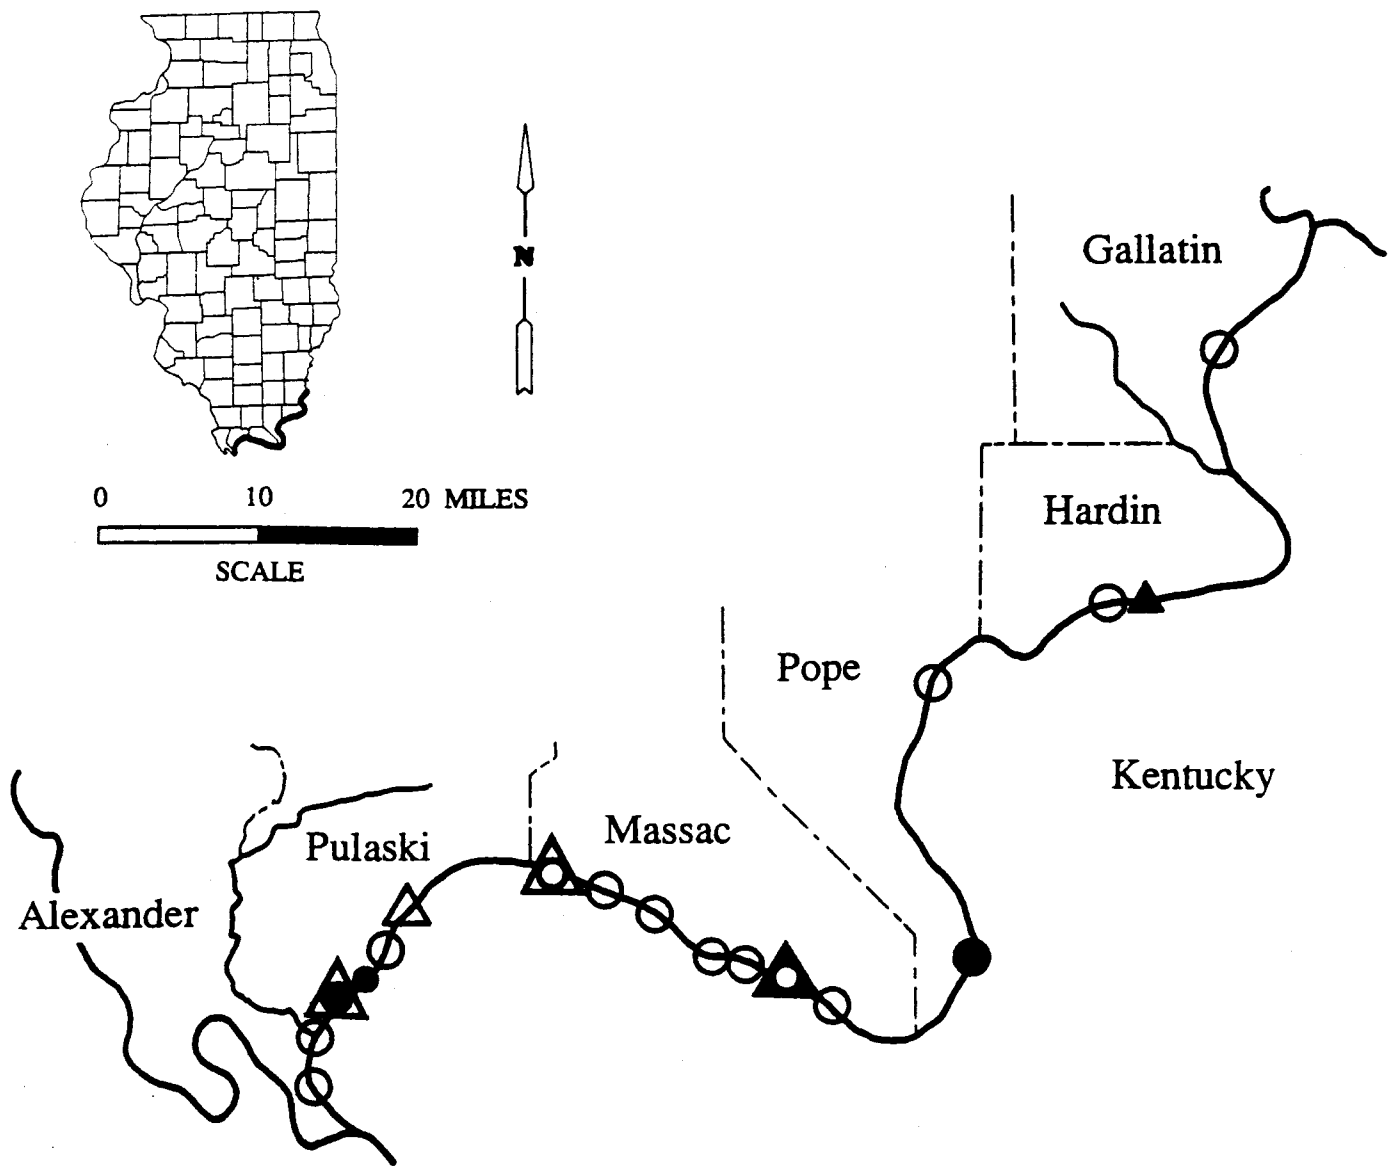 N
Gallatin
0 10 20 MILES
SCALE
Hardin
Pope
Kentucky
Massac
Pulaski
Alexander